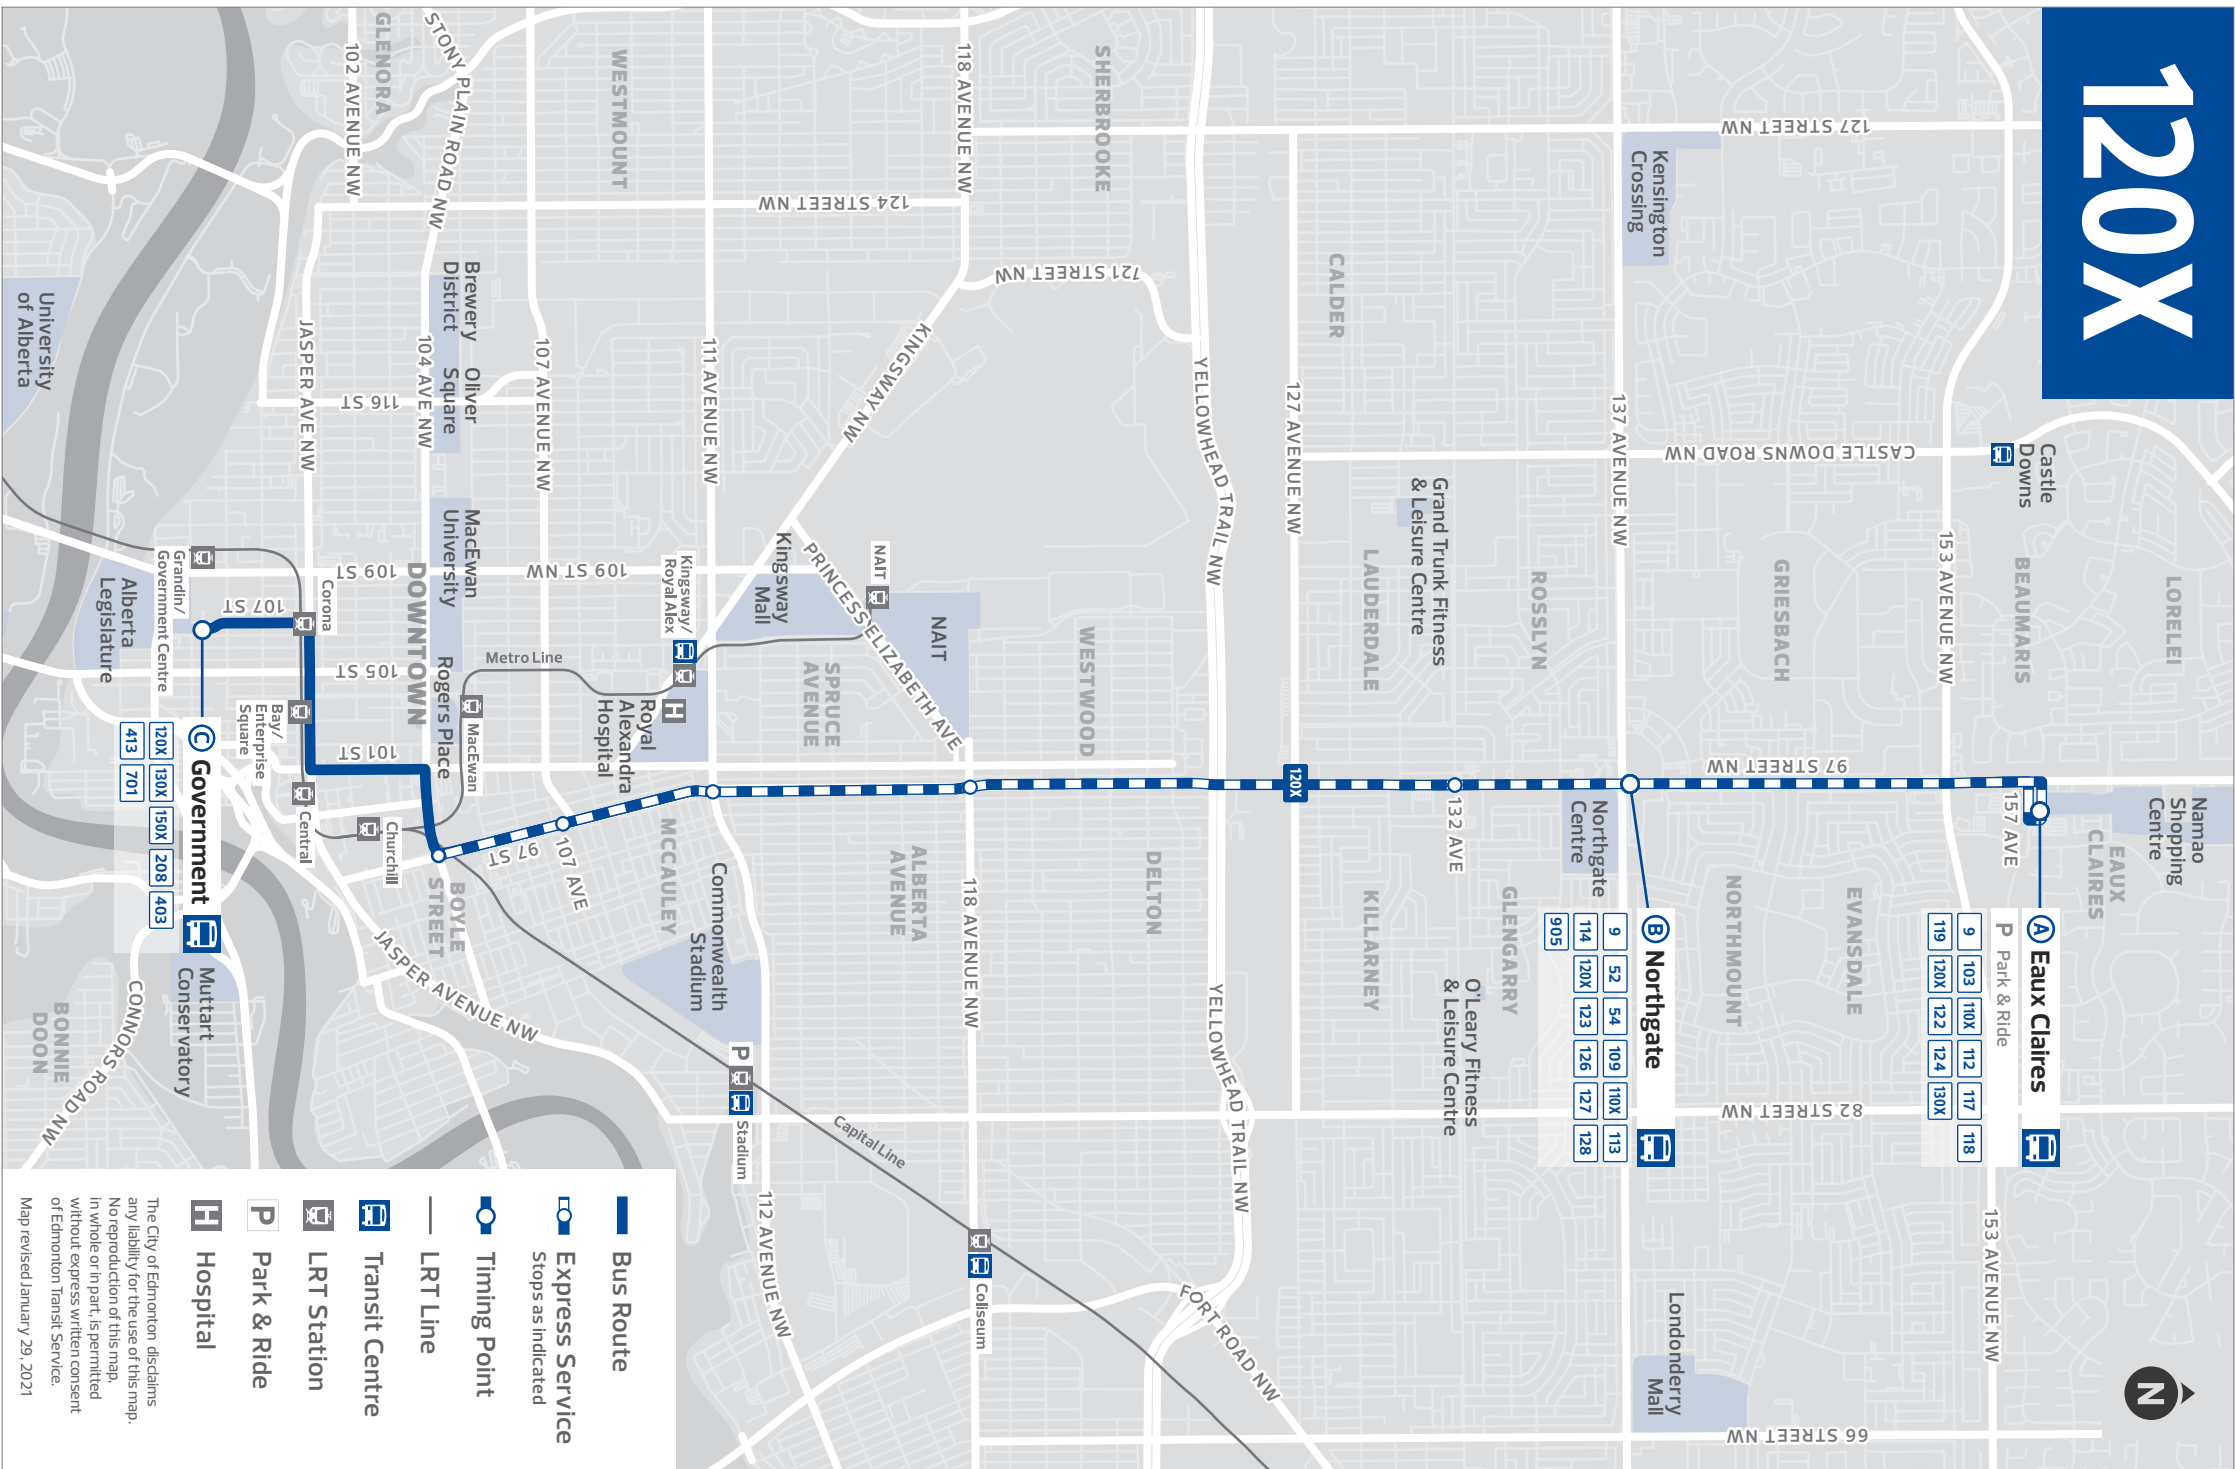 120X
LORELEI
BEAUMARIS
Castle
Downs
Namao
Shopping
Centre
EAUX
CLAIRES
A Eaux Claires
P Park & Ride
9 103 110X 112 117 118
119 120X 122 124 130X
157 AVE
153 AVENUE NW
153 AVENUE NW
127 STREET NW
CASTLE DOWNS ROAD NW
97 STREET NW
82 STREET NW
66 STREET NW
GRIESBACH
EVANSDALE
NORTHMOUNT
Kensington
Crossing
137 AVENUE NW
B Northgate
9 52 54 109 110X 113
114 120X 123 126 127 128
905
Northgate
Centre
Londonderry
Mall
ROSSLYN
GLENGARRY
132 AVE
Grand Trunk Fitness
& Leisure Centre
O'Leary Fitness
& Leisure Centre
LAUDERDALE
KILLARNEY
CALDER
127 AVENUE NW
120X
YELLOWHEAD TRAIL NW
YELLOWHEAD TRAIL NW
YELLOWHEAD TRAIL NW
FORT ROAD NW
SHERBROOKE
721 STREET NW
WESTWOOD
DELTON
118 AVENUE NW
118 AVENUE NW
124 STREET NW
KINGSWAY NW
NAIT
NAIT
PRINCESS ELIZABETH AVE
SPRUCE
AVENUE
ALBERTA
AVENUE
Coliseum
Capital Line
Kingsway
Mall
111 AVENUE NW
112 AVENUE NW
Kingsway/
Royal Alex
H
Royal
Alexandra
Hospital
Commonwealth
Stadium
P
Stadium
MCCAULEY
WESTMOUNT
107 AVENUE NW
109 ST NW
107 AVE
97 ST
Metro Line
STONY PLAIN ROAD NW
Brewery
District
Oliver
Square
MacEwan
University
Rogers Place
MacEwan
104 AVE NW
DOWNTOWN
BOYLE
STREET
GLENORA
102 AVENUE NW
116 ST
109 ST
105 ST
101 ST
Churchill
JASPER AVE NW
JASPER AVENUE NW
Corona
Bay/
Enterprise
Square
Central
107 ST
Grandin/
Government Centre
Alberta
Legislature
C Government
120X 130X 150X 208 403
413 701
Muttart
Conservatory
CONNORS ROAD NW
BONNIE
DOON
University
of Alberta
N
Bus Route
Express Service
Stops as indicated
Timing Point
LRT Line
Transit Centre
LRT Station
P Park & Ride
H Hospital
The City of Edmonton disclaims
any liability for the use of this map.
No reproduction of this map,
in whole or in part, is permitted
without express written consent
of Edmonton Transit Service.
Map revised January 29, 2021